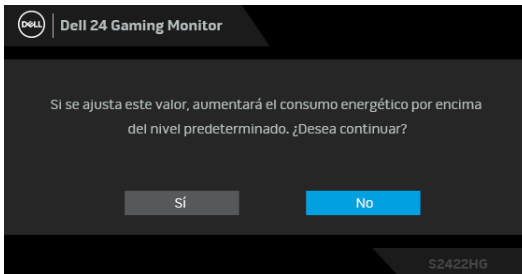 DELL Dell 24 Gaming Monitor
Si se ajusta este valor, aumentará el consumo energético por encima
del nivel predeterminado. ¿Desea continuar?
Sí No
S2422HG